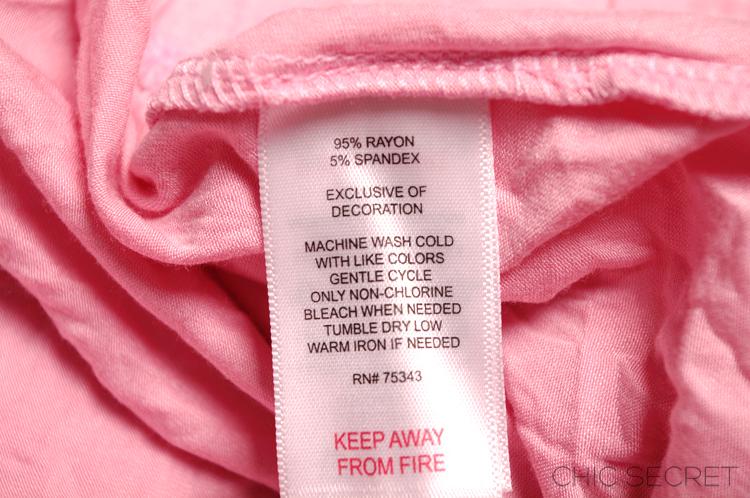 95% RAYON
5% SPANDEX
EXCLUSIVE OF
DECORATION
MACHINE WASH COLD
WITH LIKE COLORS
GENTLE CYCLE
ONLY NON-CHLORINE
BLEACH WHEN NEEDED
TUMBLE DRY LOW
WARM IRON IF NEEDED
RN# 75343
KEEP AWAY
FROM FIRE
CHIC SECRET